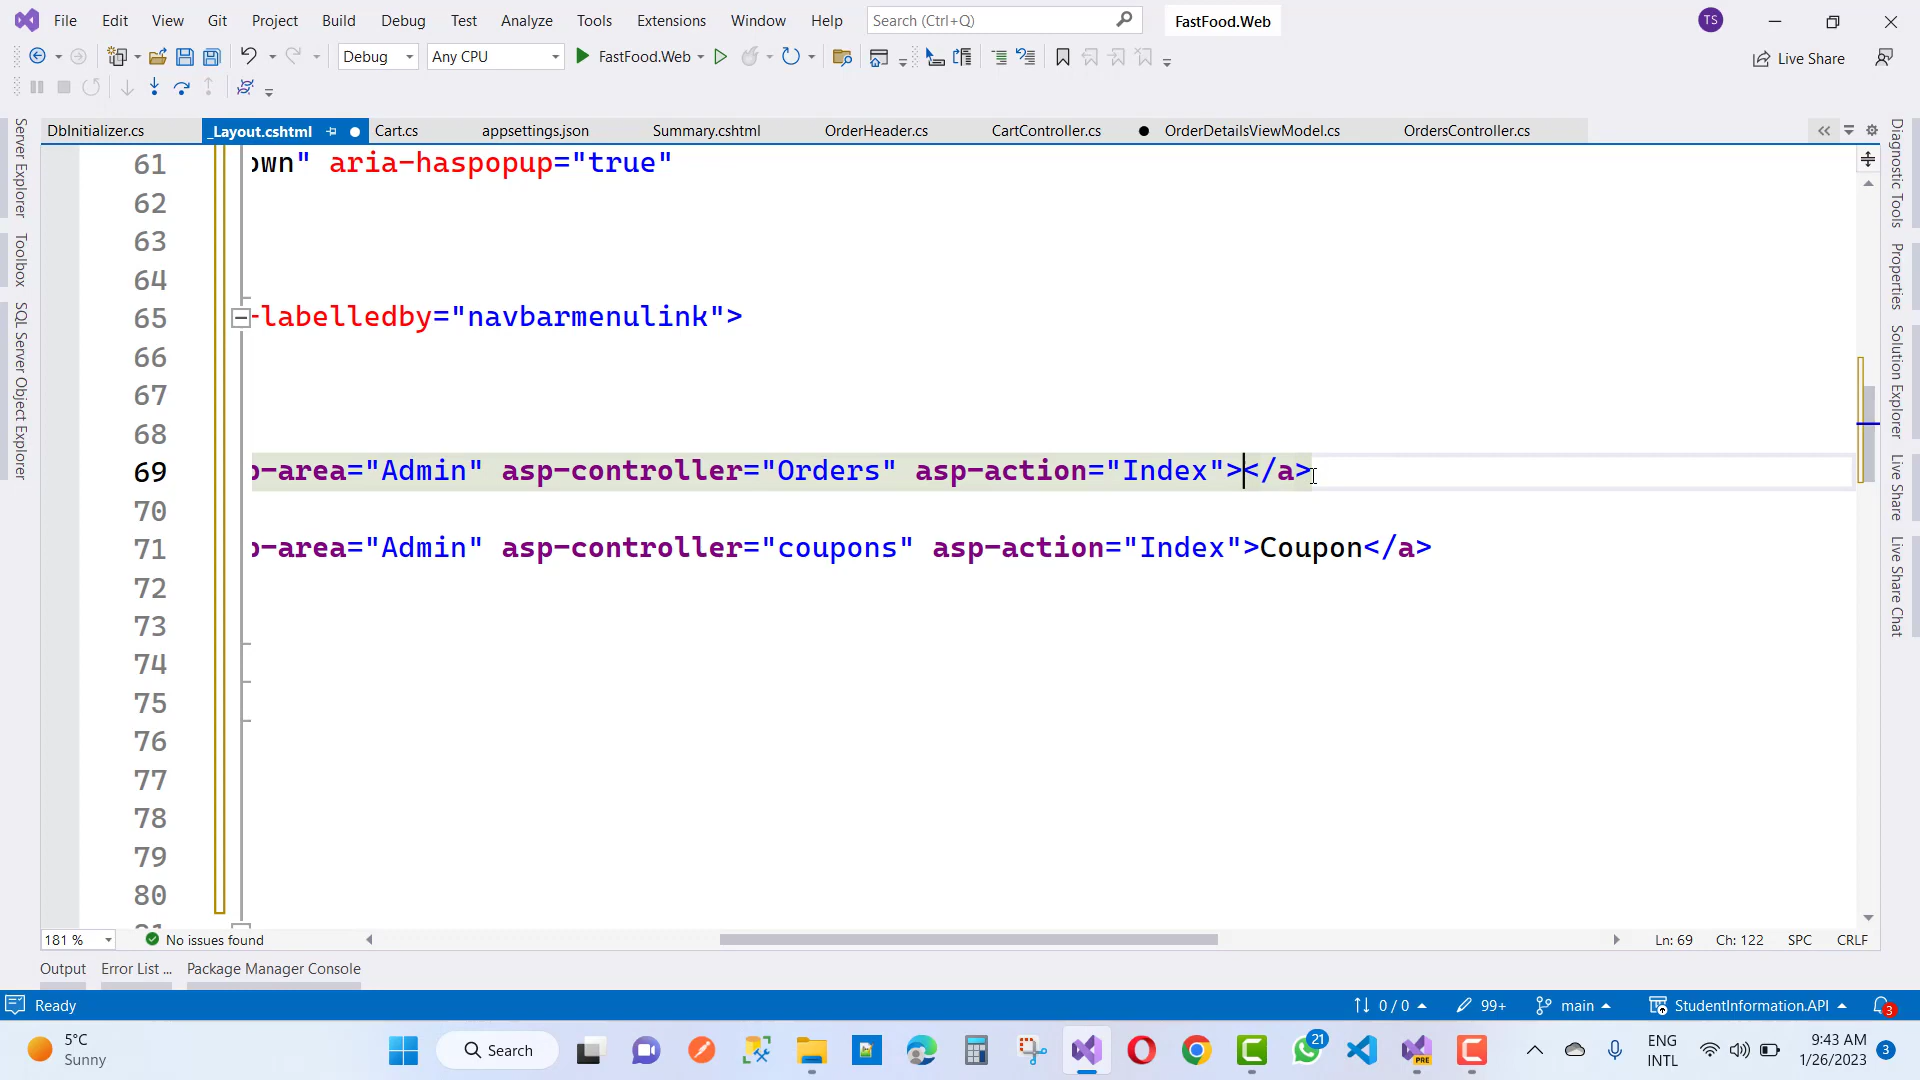 File Edit View Git Project Build Debug Test Analyze Tools Extensions Window Help Search (Ctrl+Q) FastFood.Web TS
Debug Any CPU FastFood.Web Live Share
DbInitializer.cs _Layout.cshtml Cart.cs appsettings.json Summary.cshtml OrderHeader.cs CartController.cs OrderDetailsViewModel.cs OrdersController.cs
Server Explorer
Toolbox
SQL Server Object Explorer
61 own" aria-haspopup="true"
62
63
64
65 -labelledby="navbarmenulink">
66
67
68
69 p-area="Admin" asp-controller="Orders" asp-action="Index"></a>
70
71 p-area="Admin" asp-controller="coupons" asp-action="Index">Coupon</a>
72
73
74
75
76
77
78
79
80
Diagnostic Tools
Properties
Solution Explorer
Live Share
Live Share Chat
181 % No issues found Ln: 69 Ch: 122 SPC CRLF
Output Error List ... Package Manager Console
Ready 0 / 0 99+ main StudentInformation.API 3
5°C
Sunny
Search
21
PRE
ENG
INTL
9:43 AM
1/26/2023
3